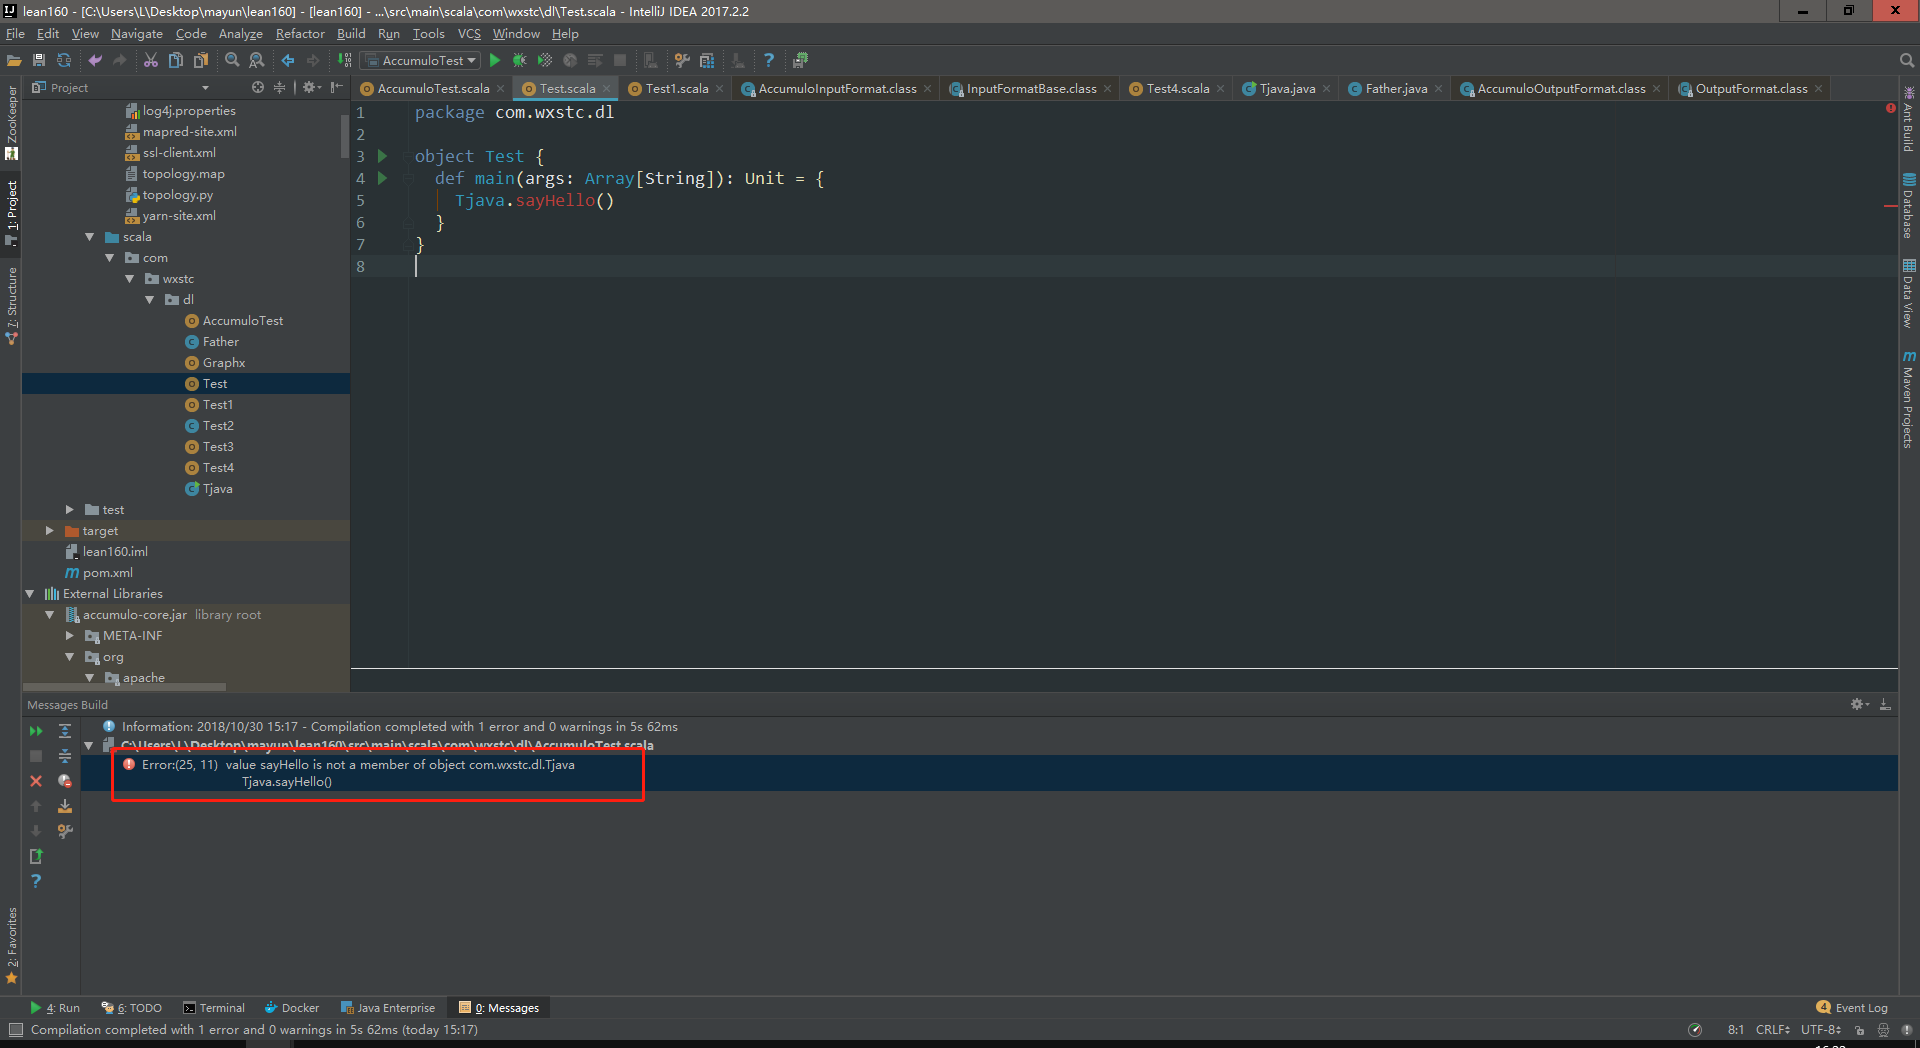 lean160 - [C:\Users\L\Desktop\mayun\lean160] - [lean160] - ...\src\main\scala\com\wxstc\dl\Test.scala - IntelliJ IDEA 2017.2.2
File Edit View Navigate Code Analyze Refactor Build Run Tools VCS Window Help
AccumuloTest
Project
AccumuloTest.scala Test.scala Test1.scala AccumuloInputFormat.class InputFormatBase.class Test4.scala Tjava.java Father.java AccumuloOutputFormat.class OutputFormat.class
ZooKeeper
1: Project
7: Structure
2: Favorites
log4j.properties
mapred-site.xml
ssl-client.xml
topology.map
topology.py
yarn-site.xml
scala
com
wxstc
dl
AccumuloTest
Father
Graphx
Test
Test1
Test2
Test3
Test4
Tjava
test
target
lean160.iml
pom.xml
External Libraries
accumulo-core.jar library root
META-INF
org
apache
1 package com.wxstc.dl
2
3 object Test {
4 def main(args: Array[String]): Unit = {
5 Tjava.sayHello()
6 }
7 }
8
Ant Build
Database
Data View
Maven Projects
Messages Build
Information: 2018/10/30 15:17 - Compilation completed with 1 error and 0 warnings in 5s 62ms
C:\Users\L\Desktop\mayun\lean160\src\main\scala\com\wxstc\dl\AccumuloTest.scala
Error:(25, 11) value sayHello is not a member of object com.wxstc.dl.Tjava
Tjava.sayHello()
4: Run 6: TODO Terminal Docker Java Enterprise 0: Messages 4 Event Log
Compilation completed with 1 error and 0 warnings in 5s 62ms (today 15:17) 8:1 CRLF UTF-8